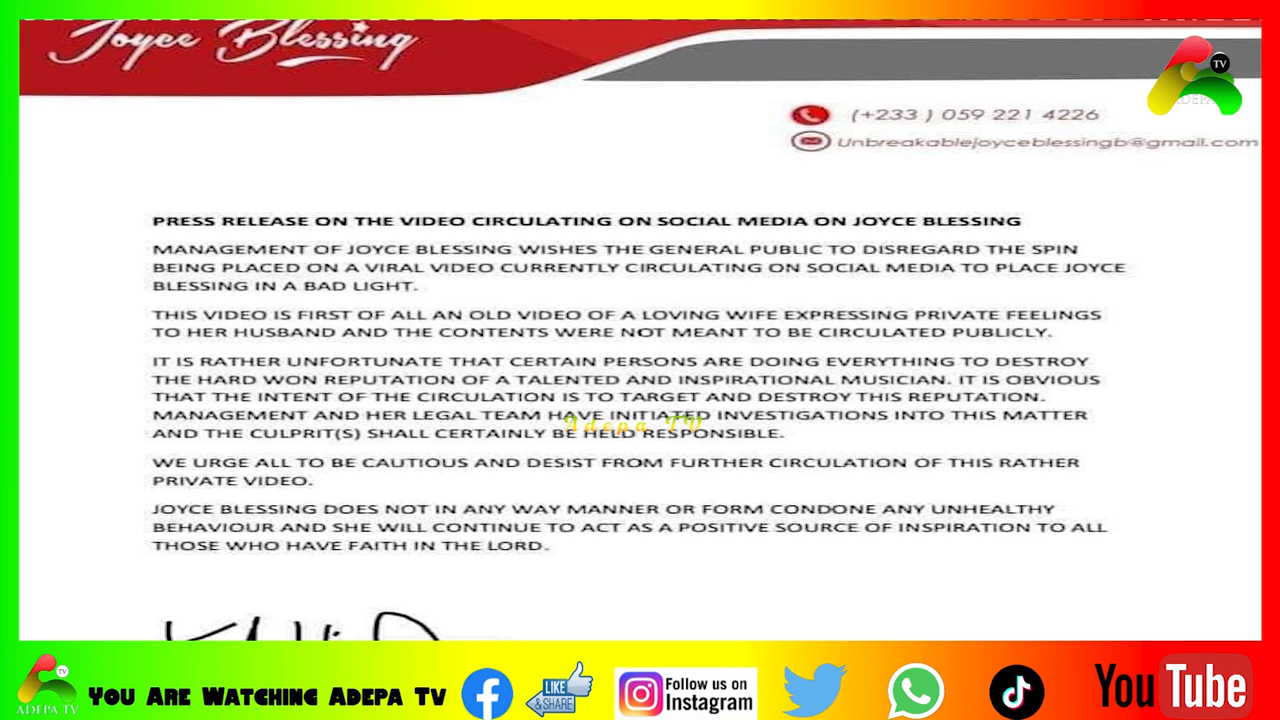 Joyce Blessing
TV
ADEPA
(+233 ) 059 221 4226
Unbreakablejoyceblessingb@gmail.com
PRESS RELEASE ON THE VIDEO CIRCULATING ON SOCIAL MEDIA ON JOYCE BLESSING
MANAGEMENT OF JOYCE BLESSING WISHES THE GENERAL PUBLIC TO DISREGARD THE SPIN
BEING PLACED ON A VIRAL VIDEO CURRENTLY CIRCULATING ON SOCIAL MEDIA TO PLACE JOYCE
BLESSING IN A BAD LIGHT.
THIS VIDEO IS FIRST OF ALL AN OLD VIDEO OF A LOVING WIFE EXPRESSING PRIVATE FEELINGS
TO HER HUSBAND AND THE CONTENTS WERE NOT MEANT TO BE CIRCULATED PUBLICLY.
IT IS RATHER UNFORTUNATE THAT CERTAIN PERSONS ARE DOING EVERYTHING TO DESTROY
THE HARD WON REPUTATION OF A TALENTED AND INSPIRATIONAL MUSICIAN. IT IS OBVIOUS
THAT THE INTENT OF THE CIRCULATION IS TO TARGET AND DESTROY THIS REPUTATION.
MANAGEMENT AND HER LEGAL TEAM HAVE INITIATED INVESTIGATIONS INTO THIS MATTER
Adepa TV
AND THE CULPRIT(S) SHALL CERTAINLY BE HELD RESPONSIBLE.
WE URGE ALL TO BE CAUTIOUS AND DESIST FROM FURTHER CIRCULATION OF THIS RATHER
PRIVATE VIDEO.
JOYCE BLESSING DOES NOT IN ANY WAY MANNER OR FORM CONDONE ANY UNHEALTHY
BEHAVIOUR AND SHE WILL CONTINUE TO ACT AS A POSITIVE SOURCE OF INSPIRATION TO ALL
THOSE WHO HAVE FAITH IN THE LORD.
TV
ADEPA TV
You Are Watching Adepa Tv
LIKE
& SHARE
Follow us on
Instagram
YouTube